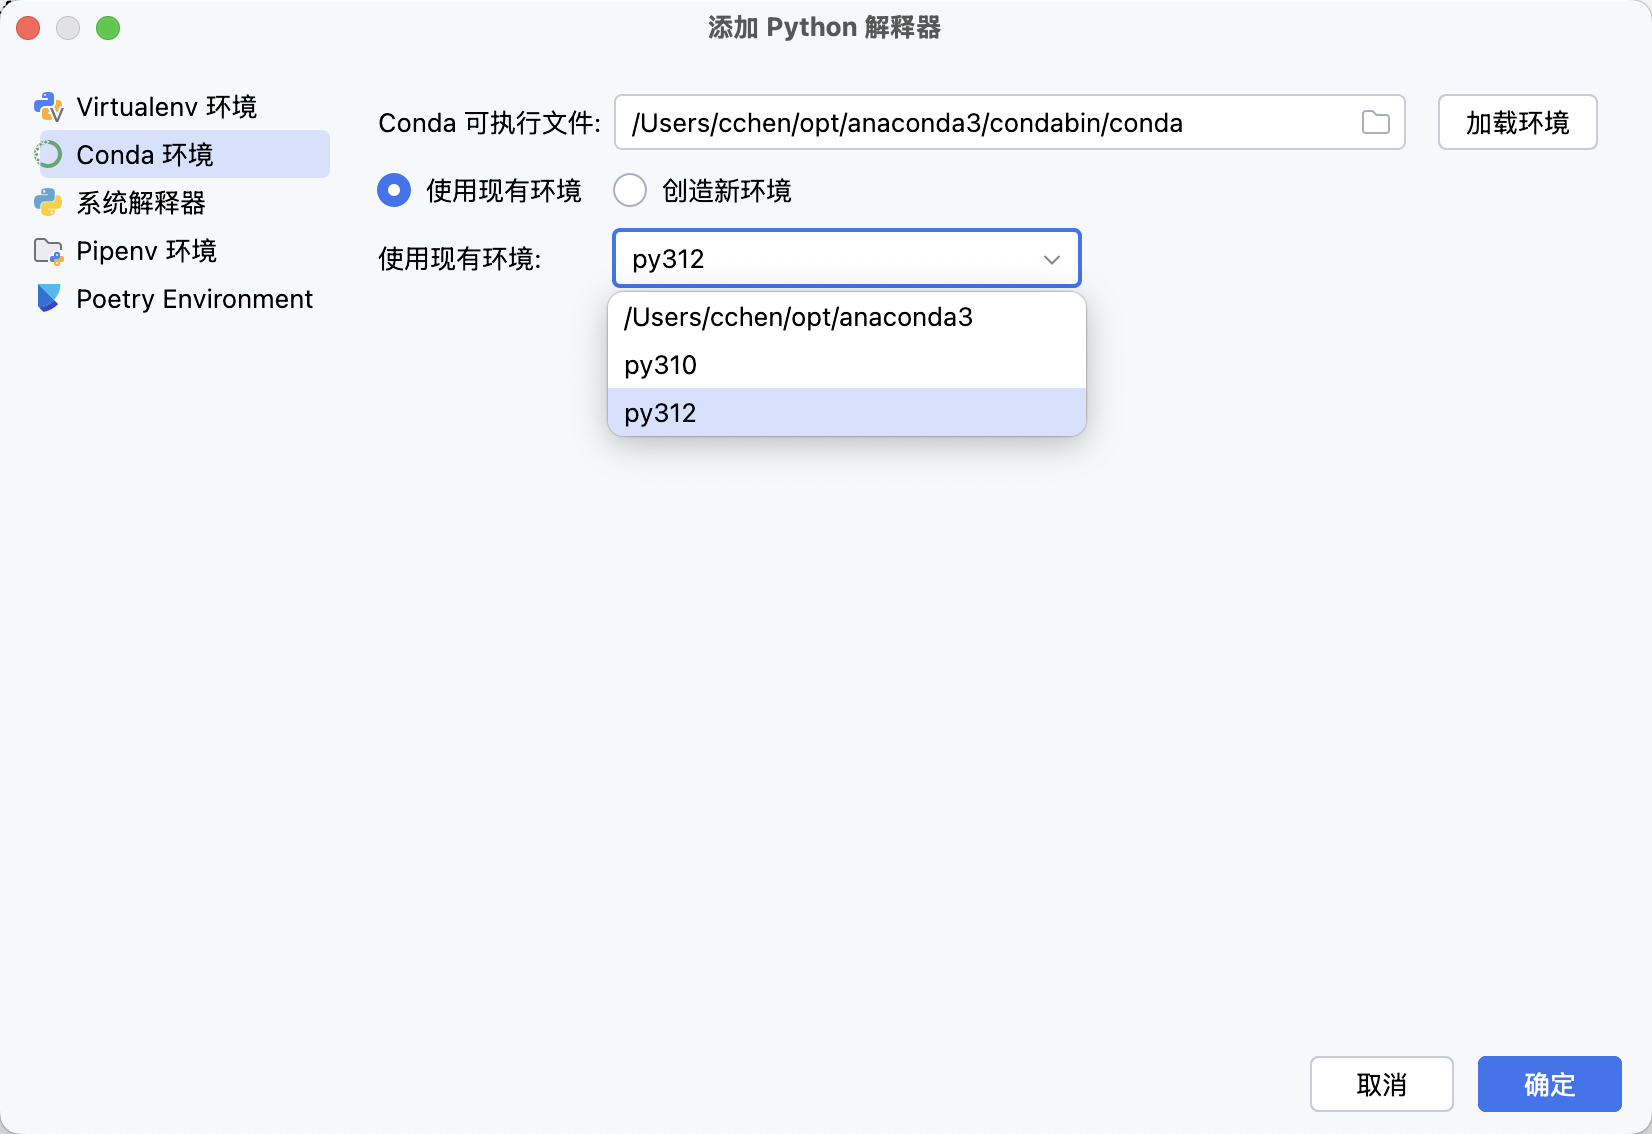 添加 Python 解释器
Virtualenv 环境
Conda 环境
系统解释器
Pipenv 环境
Poetry Environment
Conda 可执行文件: /Users/cchen/opt/anaconda3/condabin/conda 加载环境
使用现有环境 创造新环境
使用现有环境: py312
/Users/cchen/opt/anaconda3
py310
py312
取消 确定